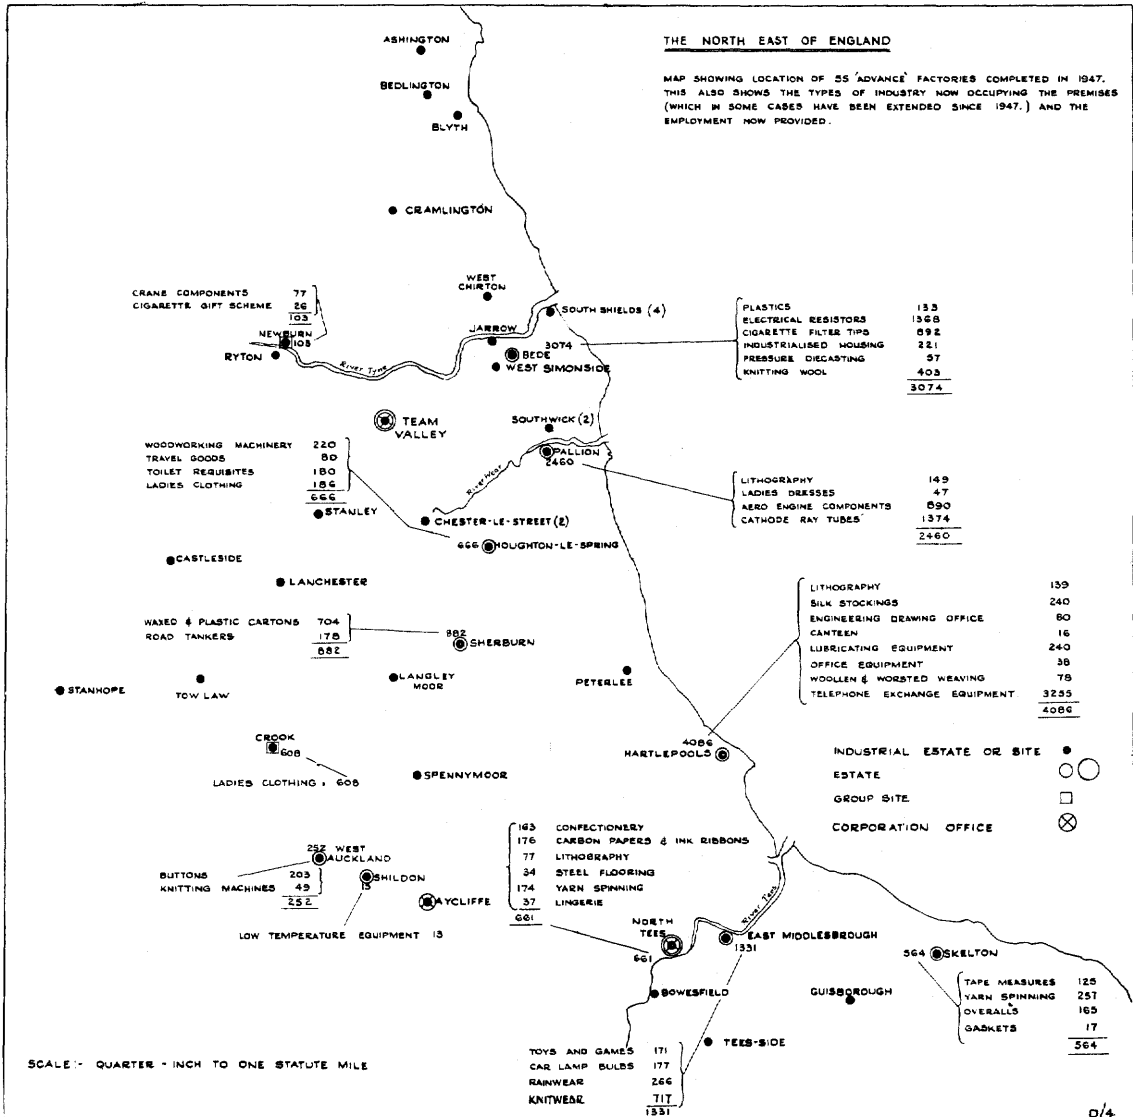 THE NORTH EAST OF ENGLAND
MAP SHOWING LOCATION OF 55 'ADVANCE' FACTORIES COMPLETED IN 1947.
THIS ALSO SHOWS THE TYPES OF INDUSTRY NOW OCCUPYING THE PREMISES
(WHICH IN SOME CASES HAVE BEEN EXTENDED SINCE 1947.) AND THE
EMPLOYMENT NOW PROVIDED.
ASHINGTON
BEDLINGTON
BLYTH
CRAMLINGTON
WEST
CHIRTON
CRANE COMPONENTS 77
CIGARETTE GIFT SCHEME 26
103
NEWBURN
103
RYTON
River Tyne
JARROW
SOUTH SHIELDS (4)
3074
BEDE
WEST SIMONSIDE
PLASTICS 133
ELECTRICAL RESISTORS 1368
CIGARETTE FILTER TIPS 892
INDUSTRIALISED HOUSING 221
PRESSURE DIECASTING 57
KNITTING WOOL 403
3074
TEAM
VALLEY
SOUTHWICK (2)
PALLION
2460
River Wear
WOODWORKING MACHINERY 220
TRAVEL GOODS 80
TOILET REQUISITES 180
LADIES CLOTHING 186
666
STANLEY
CHESTER-LE-STREET (2)
666 HOUGHTON-LE-SPRING
LITHOGRAPHY 149
LADIES DRESSES 47
AERO ENGINE COMPONENTS 890
CATHODE RAY TUBES 1374
2460
CASTLESIDE
LANCHESTER
WAXED & PLASTIC CARTONS 704
ROAD TANKERS 178
882
882
SHERBURN
LITHOGRAPHY 139
SILK STOCKINGS 240
ENGINEERING DRAWING OFFICE 80
CANTEEN 16
LUBRICATING EQUIPMENT 240
OFFICE EQUIPMENT 38
WOOLLEN & WORSTED WEAVING 78
TELEPHONE EXCHANGE EQUIPMENT 3255
4086
STANHOPE
TOW LAW
LANGLEY
MOOR
PETERLEE
CROOK
608
LADIES CLOTHING, 608
SPENNYMOOR
4086
HARTLEPOOLS
INDUSTRIAL ESTATE OR SITE
ESTATE
GROUP SITE
CORPORATION OFFICE
252 WEST
AUCKLAND
BUTTONS 203
KNITTING MACHINES 49
252
SHILDON
13
AYCLIFFE
LOW TEMPERATURE EQUIPMENT 13
163 CONFECTIONERY
176 CARBON PAPERS & INK RIBBONS
77 LITHOGRAPHY
34 STEEL FLOORING
174 YARN SPINNING
37 LINGERIE
661
NORTH
TEES
661
River Tees
EAST MIDDLESBROUGH
1331
564 SKELTON
BOWESFIELD
GUISBOROUGH
TAPE MEASURES 125
YARN SPINNING 257
OVERALLS 165
GASKETS 17
564
TEES-SIDE
TOYS AND GAMES 171
CAR LAMP BULBS 177
RAINWEAR 266
KNITWEAR 717
1331
SCALE:- QUARTER-INCH TO ONE STATUTE MILE
D/4